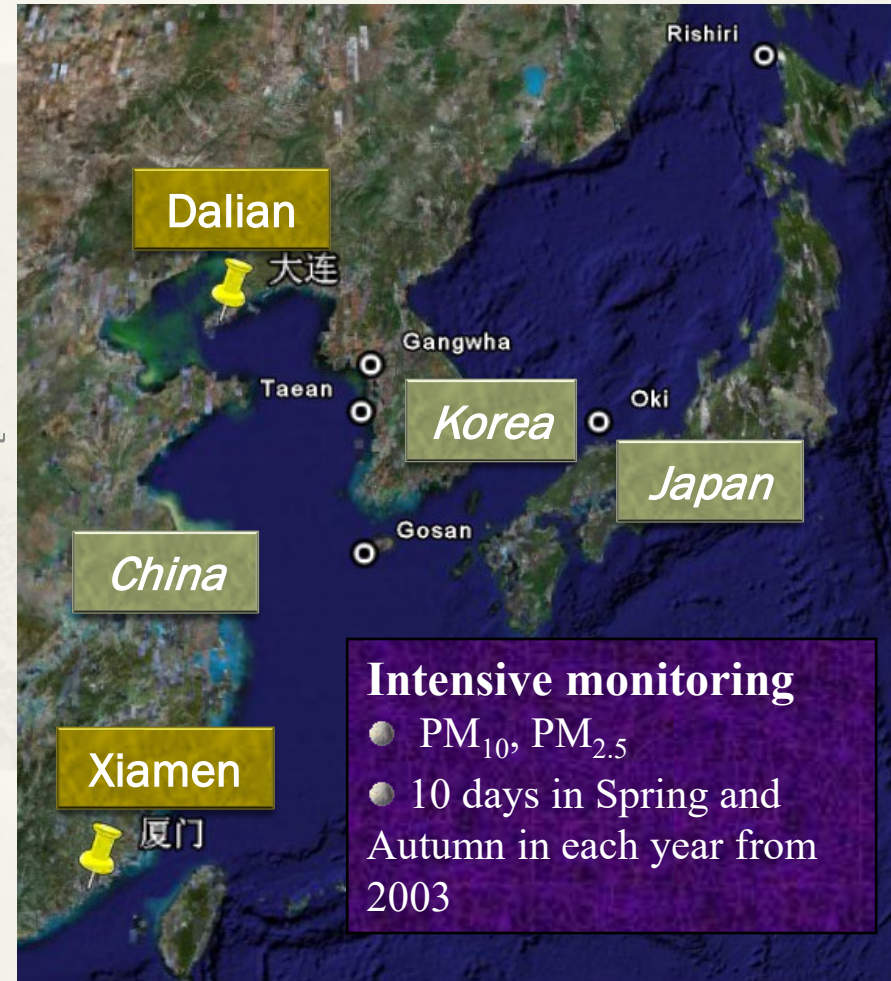 Rishiri
Dalian
大连
Gangwha
Taean
Korea
Oki
Japan
Gosan
China
Intensive monitoring
PM₁₀, PM₂.₅
10 days in Spring and
Autumn in each year from
2003
Xiamen
厦门